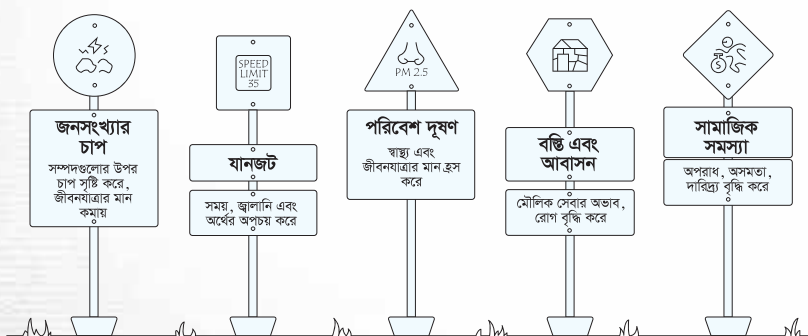 জনসংখ্যার
চাপ
সম্পদগুলোর উপর
চাপ সৃষ্টি করে,
জীবনযাত্রার মান
কমায়
SPEED
LIMIT
35
যানজট
সময়, জ্বালানি এবং
অর্থের অপচয় করে
PM 2.5
পরিবেশ দূষণ
স্বাস্থ্য এবং
জীবনযাত্রার মান হ্রস
করে
বস্তি এবং
আবাসন
মৌলিক সেবার অভাব,
রোগ বৃদ্ধি করে
সামাজিক
সমস্যা
অপরাধ, অসমতা,
দারিদ্র্য বৃদ্ধি করে